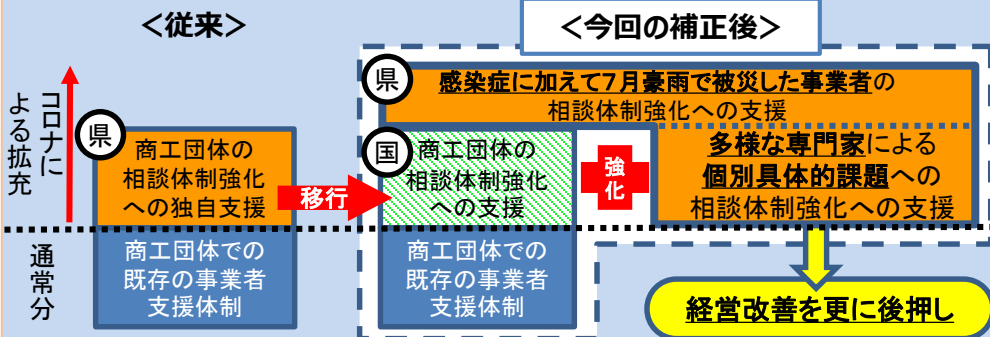 ＜従来＞
＜今回の補正後＞
コロナに
よる拡充
通常分
県
商工団体の
相談体制強化
への独自支援
商工団体での
既存の事業者
支援体制
移行
県
感染症に加えて7月豪雨で被災した事業者の
相談体制強化への支援
国
商工団体の
相談体制強化
への支援
商工団体での
既存の事業者
支援体制
強化
多様な専門家による
個別具体的課題への
相談体制強化への支援
経営改善を更に後押し